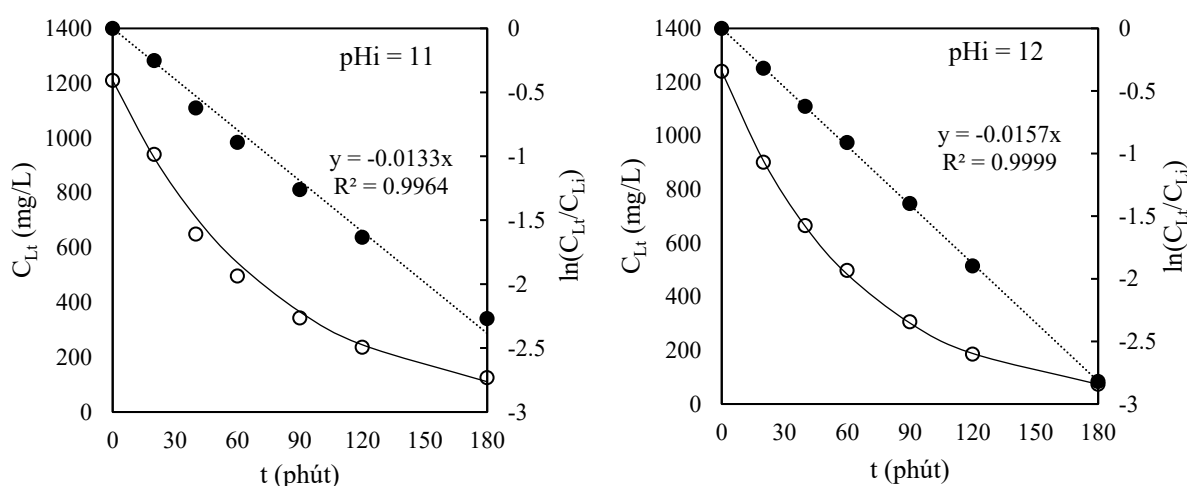 1400
1200
1000
800
600
400
200
0
C_Lt (mg/L)
0
-0.5
-1
-1.5
-2
-2.5
-3
ln(C_Lt/C_Li)
pHi = 11
y = -0.0133x
R² = 0.9964
0 30 60 90 120 150 180
t (phút)
1400
1200
1000
800
600
400
200
0
C_Lt (mg/L)
0
-0.5
-1
-1.5
-2
-2.5
-3
ln(C_Lt/C_Li)
pHi = 12
y = -0.0157x
R² = 0.9999
0 30 60 90 120 150 180
t (phút)